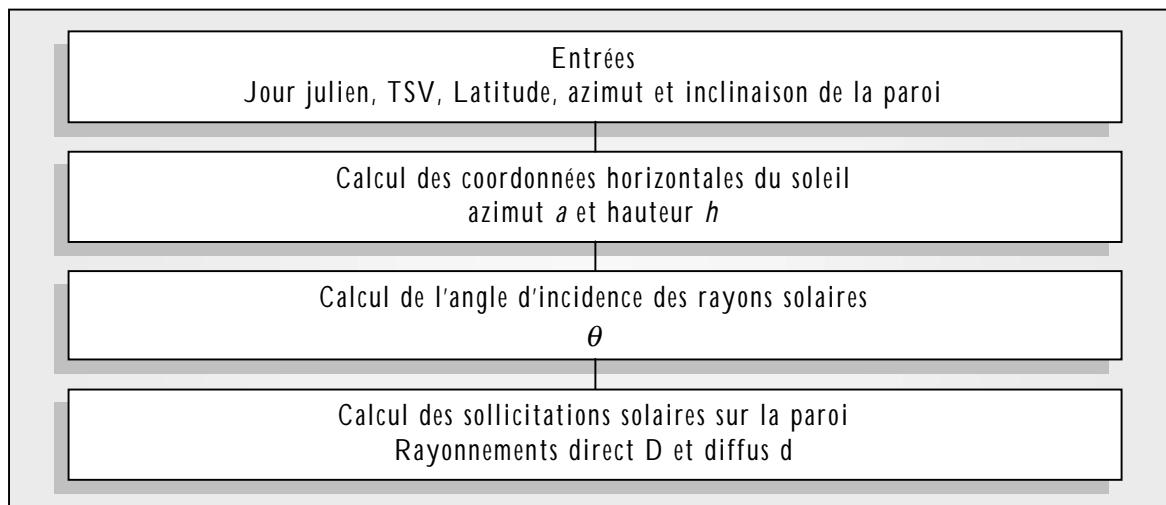 Entrées
Jour julien, TSV, Latitude, azimut et inclinaison de la paroi
Calcul des coordonnées horizontales du soleil
azimut a et hauteur h
Calcul de l'angle d'incidence des rayons solaires
θ
Calcul des sollicitations solaires sur la paroi
Rayonnements direct D et diffus d